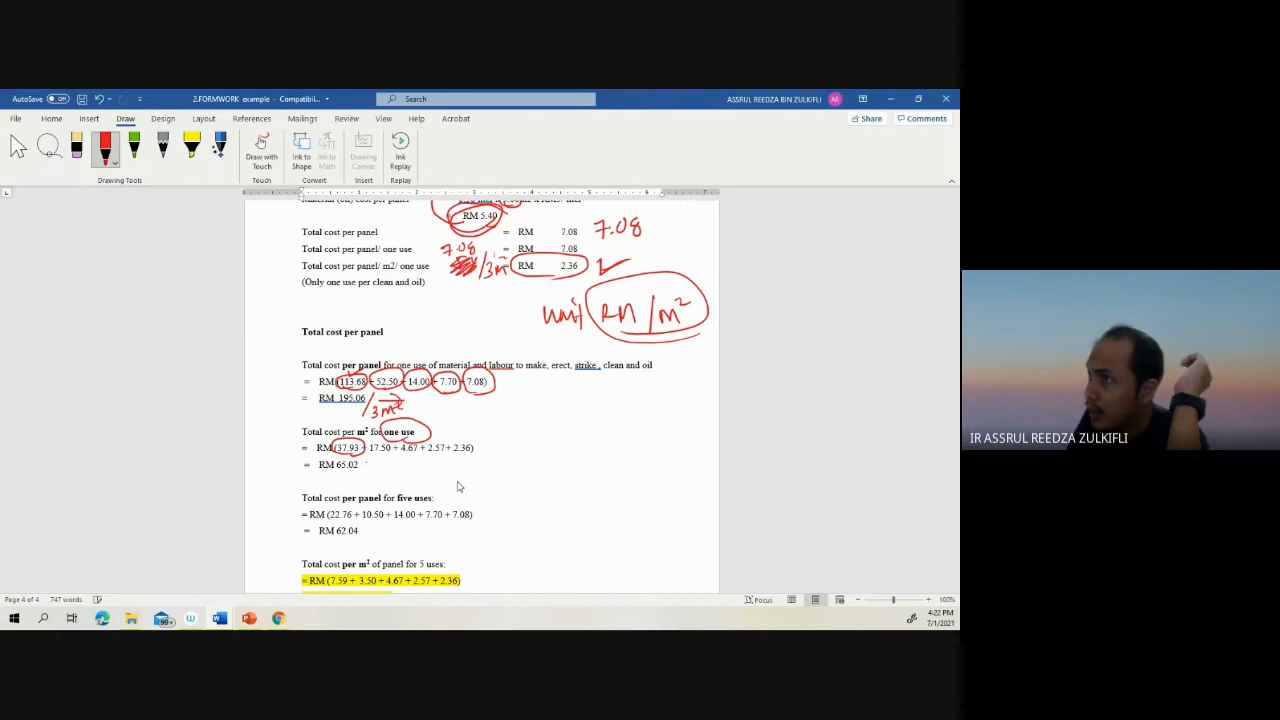 AutoSave Off
2.FORMWORK example - Compatibil...
Search
ASSRUL REEDZA BIN ZULKIFLI AR
File Home Insert Draw Design Layout References Mailings Review View Help Acrobat
Share Comments
Draw with Touch
Ink to Shape
Ink to Math
Drawing Canvas
Ink Replay
Drawing Tools
Touch
Convert
Insert
Replay
RM 5.40
Total cost per panel = RM 7.08 7.08
Total cost per panel/ one use = RM 7.08
7.08
Total cost per panel/ m2/ one use /3m² = RM 2.36
(Only one use per clean and oil)
unit RM /m²
Total cost per panel
Total cost per panel for one use of material and labour to make, erect, strike , clean and oil
= RM (113.68 + 52.50 + 14.00 + 7.70 + 7.08)
= RM 195.06
/3m²
Total cost per m² for one use
= RM (37.93 + 17.50 + 4.67 + 2.57 + 2.36)
= RM 65.02
Total cost per panel for five uses:
= RM (22.76 + 10.50 + 14.00 + 7.70 + 7.08)
= RM 62.04
Total cost per m² of panel for 5 uses:
= RM (7.59 + 3.50 + 4.67 + 2.57 + 2.36)
Page 4 of 4 747 words
Focus
100%
99+
4:22 PM
7/1/2021
IR ASSRUL REEDZA ZULKIFLI